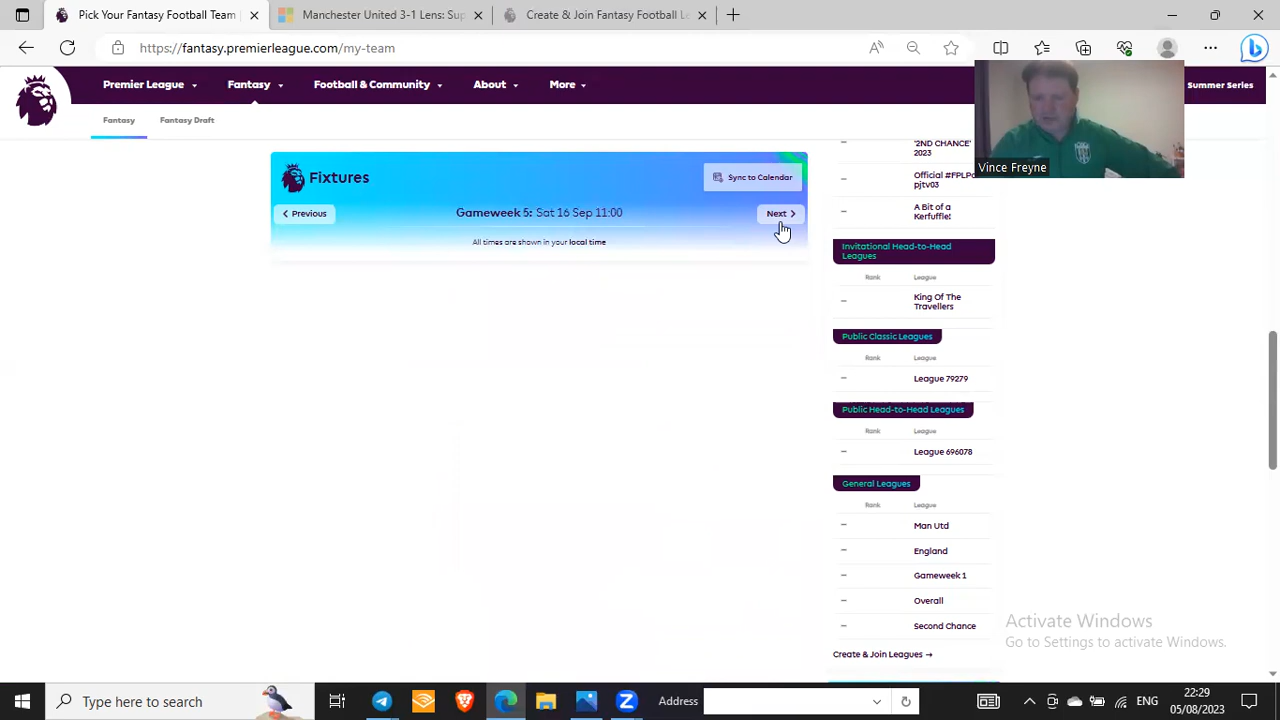 Manchester United 3-1 Lens: Sup
Create & Join Fantasy Football Le
https://fantasy.premierleague.com/my-team
Premier League
Fantasy
Football & Community
About
More
Summer Series
Fantasy
Fantasy Draft
Vince Freyne
Fixtures
Sync to Calendar
Previous
Gameweek 5: Sat 16 Sep 11:00
Next
All times are shown in your local time
'2ND CHANCE'
2023
Official #FPLPo
pjtv03
A Bit of a
Kerfuffle!
Invitational Head-to-Head
Leagues
Rank League
King Of The
Travellers
Public Classic Leagues
Rank League
League 79279
Public Head-to-Head Leagues
Rank League
League 696078
General Leagues
Rank League
Man Utd
England
Gameweek 1
Overall
Second Chance
Create & Join Leagues →
Activate Windows
Go to Settings to activate Windows.
Type here to search
Address
ENG
22:29
05/08/2023